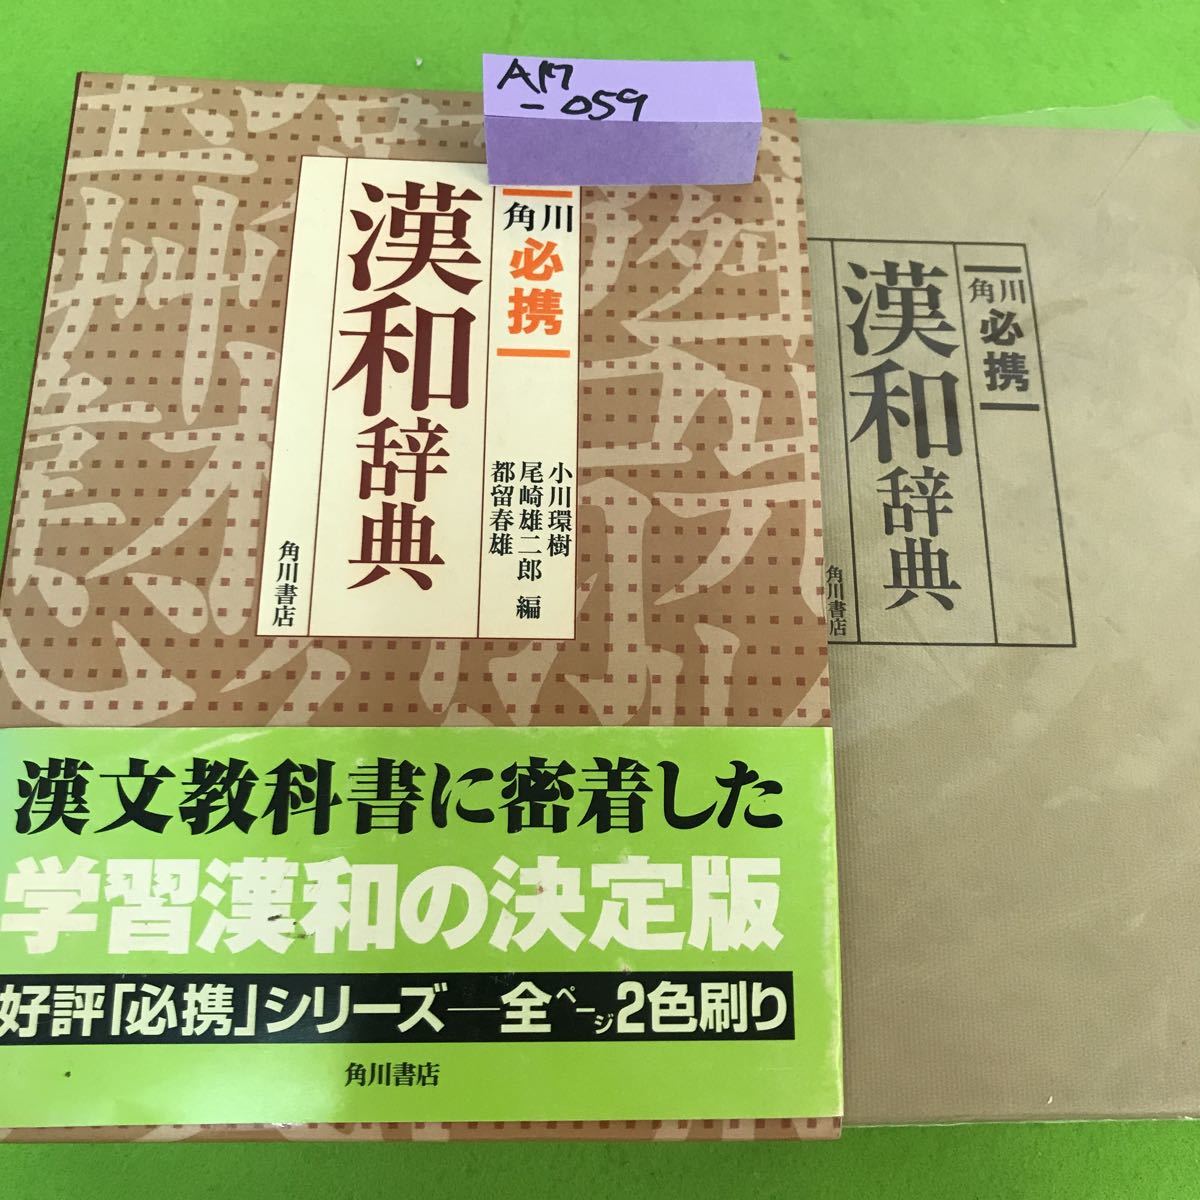 A17
-059
角川
必携
漢和辞典
小川環樹
尾崎雄二郎 編
都留春雄
角川書店
漢文教科書に密着した
学習漢和の決定版
好評「必携」シリーズ—全ページ2色刷り
角川書店
角川
必携
漢和辞典
角川書店